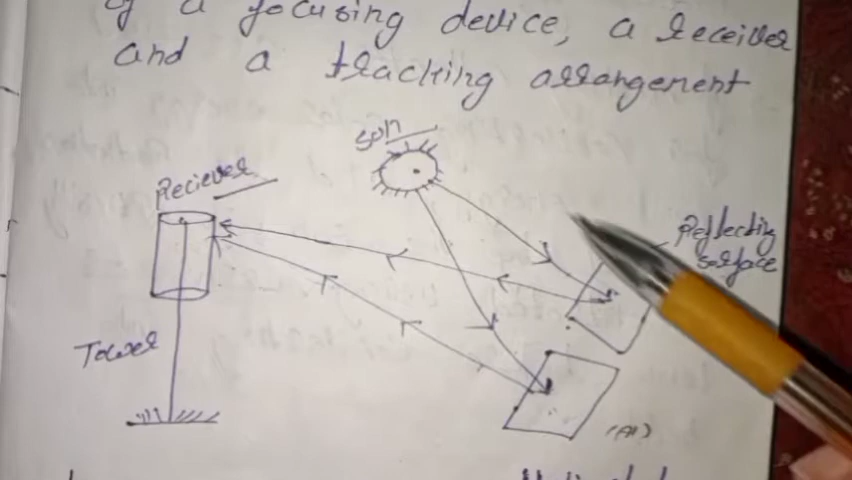 of a focusing device, a receiver
and a tracking arrangement
sun
Reciever
Reflecting
surface
Tower